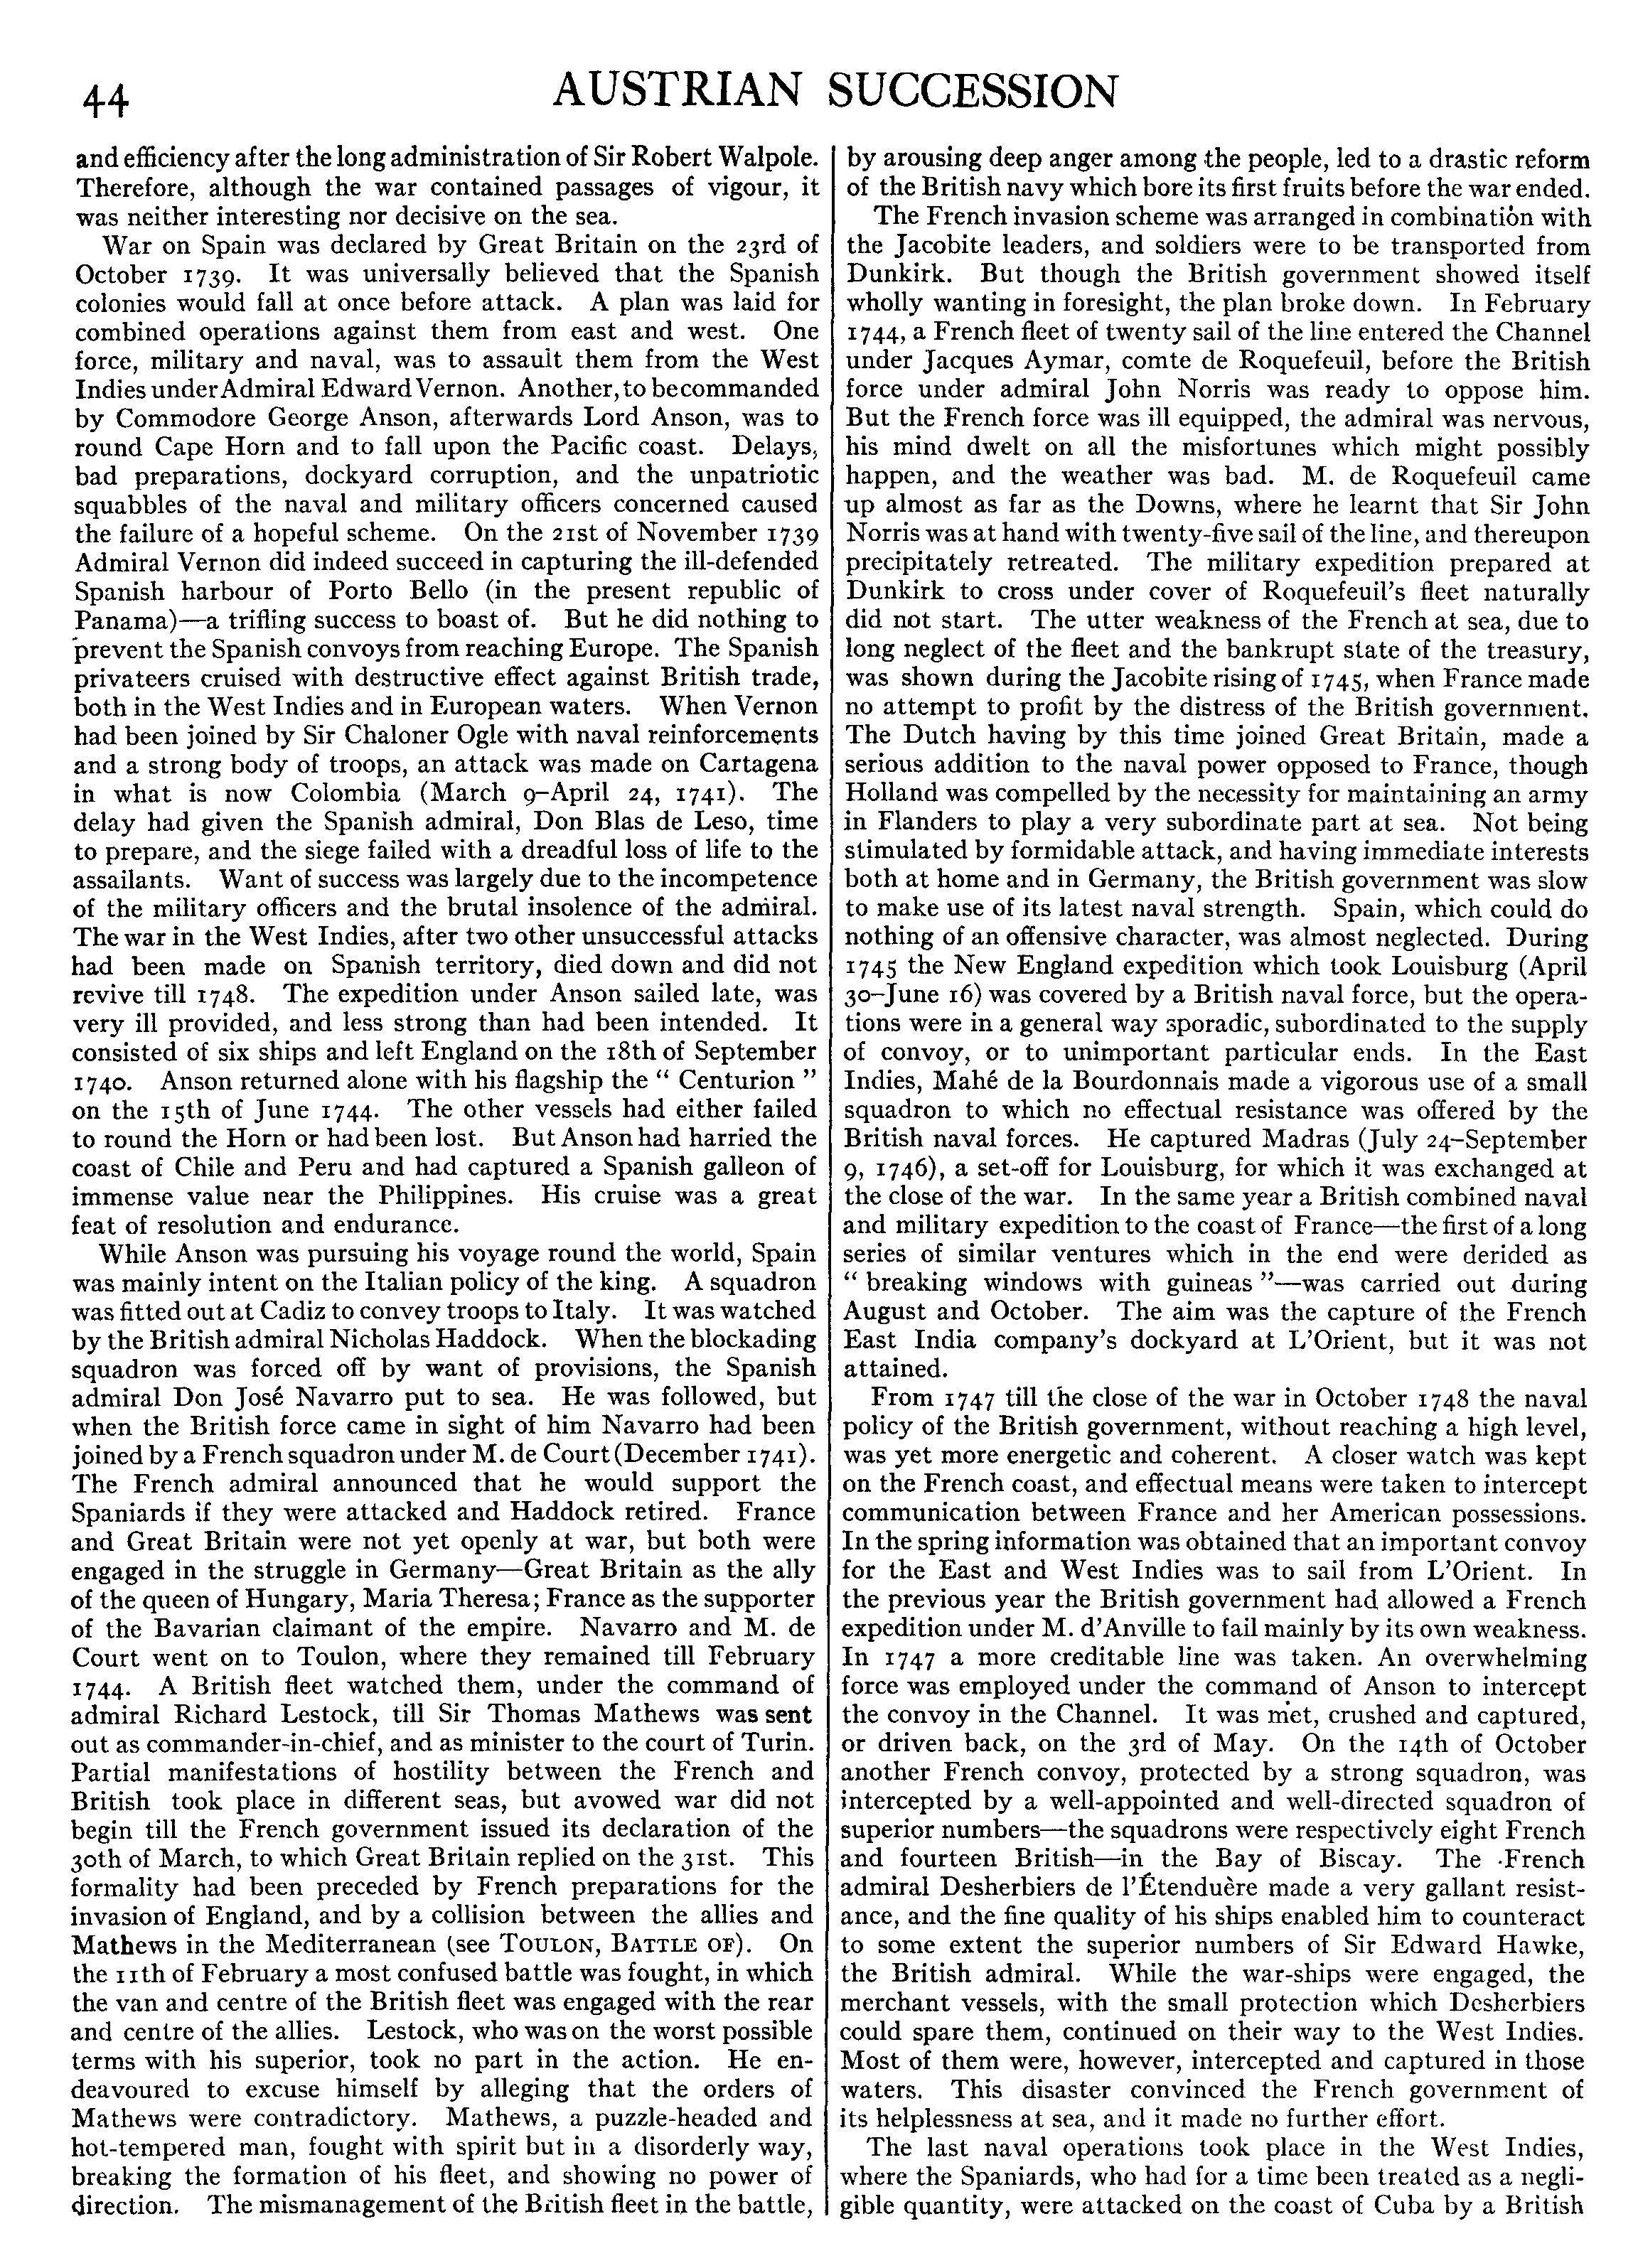 44
AUSTRIAN SUCCESSION
and efficiency after the long administration of Sir Robert Walpole.
Therefore, although the war contained passages of vigour, it
was neither interesting nor decisive on the sea.
War on Spain was declared by Great Britain on the 23rd of
October 1739. It was universally believed that the Spanish
colonies would fall at once before attack. A plan was laid for
combined operations against them from east and west. One
force, military and naval, was to assault them from the West
Indies under Admiral Edward Vernon. Another, to be commanded
by Commodore George Anson, afterwards Lord Anson, was to
round Cape Horn and to fall upon the Pacific coast. Delays,
bad preparations, dockyard corruption, and the unpatriotic
squabbles of the naval and military officers concerned caused
the failure of a hopeful scheme. On the 21st of November 1739
Admiral Vernon did indeed succeed in capturing the ill-defended
Spanish harbour of Porto Bello (in the present republic of
Panama)—a trifling success to boast of. But he did nothing to
prevent the Spanish convoys from reaching Europe. The Spanish
privateers cruised with destructive effect against British trade,
both in the West Indies and in European waters. When Vernon
had been joined by Sir Chaloner Ogle with naval reinforcements
and a strong body of troops, an attack was made on Cartagena
in what is now Colombia (March 9–April 24, 1741). The
delay had given the Spanish admiral, Don Blas de Leso, time
to prepare, and the siege failed with a dreadful loss of life to the
assailants. Want of success was largely due to the incompetence
of the military officers and the brutal insolence of the admiral.
The war in the West Indies, after two other unsuccessful attacks
had been made on Spanish territory, died down and did not
revive till 1748. The expedition under Anson sailed late, was
very ill provided, and less strong than had been intended. It
consisted of six ships and left England on the 18th of September
1740. Anson returned alone with his flagship the “ Centurion ”
on the 15th of June 1744. The other vessels had either failed
to round the Horn or had been lost. But Anson had harried the
coast of Chile and Peru and had captured a Spanish galleon of
immense value near the Philippines. His cruise was a great
feat of resolution and endurance.
While Anson was pursuing his voyage round the world, Spain
was mainly intent on the Italian policy of the king. A squadron
was fitted out at Cadiz to convey troops to Italy. It was watched
by the British admiral Nicholas Haddock. When the blockading
squadron was forced off by want of provisions, the Spanish
admiral Don José Navarro put to sea. He was followed, but
when the British force came in sight of him Navarro had been
joined by a French squadron under M. de Court (December 1741).
The French admiral announced that he would support the
Spaniards if they were attacked and Haddock retired. France
and Great Britain were not yet openly at war, but both were
engaged in the struggle in Germany—Great Britain as the ally
of the queen of Hungary, Maria Theresa; France as the supporter
of the Bavarian claimant of the empire. Navarro and M. de
Court went on to Toulon, where they remained till February
1744. A British fleet watched them, under the command of
admiral Richard Lestock, till Sir Thomas Mathews was sent
out as commander-in-chief, and as minister to the court of Turin.
Partial manifestations of hostility between the French and
British took place in different seas, but avowed war did not
begin till the French government issued its declaration of the
30th of March, to which Great Britain replied on the 31st. This
formality had been preceded by French preparations for the
invasion of England, and by a collision between the allies and
Mathews in the Mediterranean (see TOULON, BATTLE OF). On
the 11th of February a most confused battle was fought, in which
the van and centre of the British fleet was engaged with the rear
and centre of the allies. Lestock, who was on the worst possible
terms with his superior, took no part in the action. He en-
deavoured to excuse himself by alleging that the orders of
Mathews were contradictory. Mathews, a puzzle-headed and
hot-tempered man, fought with spirit but in a disorderly way,
breaking the formation of his fleet, and showing no power of
direction. The mismanagement of the British fleet in the battle,
by arousing deep anger among the people, led to a drastic reform
of the British navy which bore its first fruits before the war ended.
The French invasion scheme was arranged in combination with
the Jacobite leaders, and soldiers were to be transported from
Dunkirk. But though the British government showed itself
wholly wanting in foresight, the plan broke down. In February
1744, a French fleet of twenty sail of the line entered the Channel
under Jacques Aymar, comte de Roquefeuil, before the British
force under admiral John Norris was ready to oppose him.
But the French force was ill equipped, the admiral was nervous,
his mind dwelt on all the misfortunes which might possibly
happen, and the weather was bad. M. de Roquefeuil came
up almost as far as the Downs, where he learnt that Sir John
Norris was at hand with twenty-five sail of the line, and thereupon
precipitately retreated. The military expedition prepared at
Dunkirk to cross under cover of Roquefeuil's fleet naturally
did not start. The utter weakness of the French at sea, due to
long neglect of the fleet and the bankrupt state of the treasury,
was shown during the Jacobite rising of 1745, when France made
no attempt to profit by the distress of the British government.
The Dutch having by this time joined Great Britain, made a
serious addition to the naval power opposed to France, though
Holland was compelled by the necessity for maintaining an army
in Flanders to play a very subordinate part at sea. Not being
stimulated by formidable attack, and having immediate interests
both at home and in Germany, the British government was slow
to make use of its latest naval strength. Spain, which could do
nothing of an offensive character, was almost neglected. During
1745 the New England expedition which took Louisburg (April
30–June 16) was covered by a British naval force, but the opera-
tions were in a general way sporadic, subordinated to the supply
of convoy, or to unimportant particular ends. In the East
Indies, Mahé de la Bourdonnais made a vigorous use of a small
squadron to which no effectual resistance was offered by the
British naval forces. He captured Madras (July 24–September
9, 1746), a set-off for Louisburg, for which it was exchanged at
the close of the war. In the same year a British combined naval
and military expedition to the coast of France—the first of a long
series of similar ventures which in the end were derided as
“ breaking windows with guineas ”—was carried out during
August and October. The aim was the capture of the French
East India company's dockyard at L'Orient, but it was not
attained.
From 1747 till the close of the war in October 1748 the naval
policy of the British government, without reaching a high level,
was yet more energetic and coherent. A closer watch was kept
on the French coast, and effectual means were taken to intercept
communication between France and her American possessions.
In the spring information was obtained that an important convoy
for the East and West Indies was to sail from L'Orient. In
the previous year the British government had allowed a French
expedition under M. d'Anville to fail mainly by its own weakness.
In 1747 a more creditable line was taken. An overwhelming
force was employed under the command of Anson to intercept
the convoy in the Channel. It was met, crushed and captured,
or driven back, on the 3rd of May. On the 14th of October
another French convoy, protected by a strong squadron, was
intercepted by a well-appointed and well-directed squadron of
superior numbers—the squadrons were respectively eight French
and fourteen British—in the Bay of Biscay. The French
admiral Desherbiers de l'Étenduère made a very gallant resist-
ance, and the fine quality of his ships enabled him to counteract
to some extent the superior numbers of Sir Edward Hawke,
the British admiral. While the war-ships were engaged, the
merchant vessels, with the small protection which Desherbiers
could spare them, continued on their way to the West Indies.
Most of them were, however, intercepted and captured in those
waters. This disaster convinced the French government of
its helplessness at sea, and it made no further effort.
The last naval operations took place in the West Indies,
where the Spaniards, who had for a time been treated as a negli-
gible quantity, were attacked on the coast of Cuba by a British